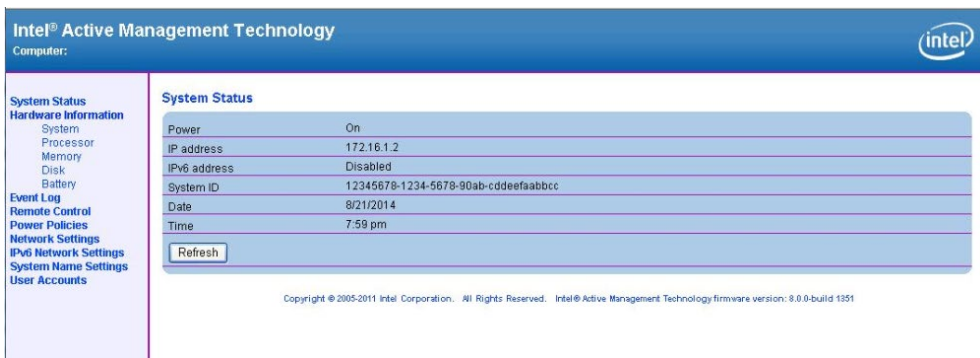 Intel® Active Management Technology
Computer:
intel
System Status
Hardware Information
System
Processor
Memory
Disk
Battery
Event Log
Remote Control
Power Policies
Network Settings
IPv6 Network Settings
System Name Settings
User Accounts
System Status
Power On
IP address 172.16.1.2
IPv6 address Disabled
System ID 12345678-1234-5678-90ab-cddeefaabbcc
Date 8/21/2014
Time 7:59 pm
Refresh
Copyright © 2005-2011 Intel Corporation. All Rights Reserved. Intel® Active Management Technology firmware version: 8.0.0-build 1351